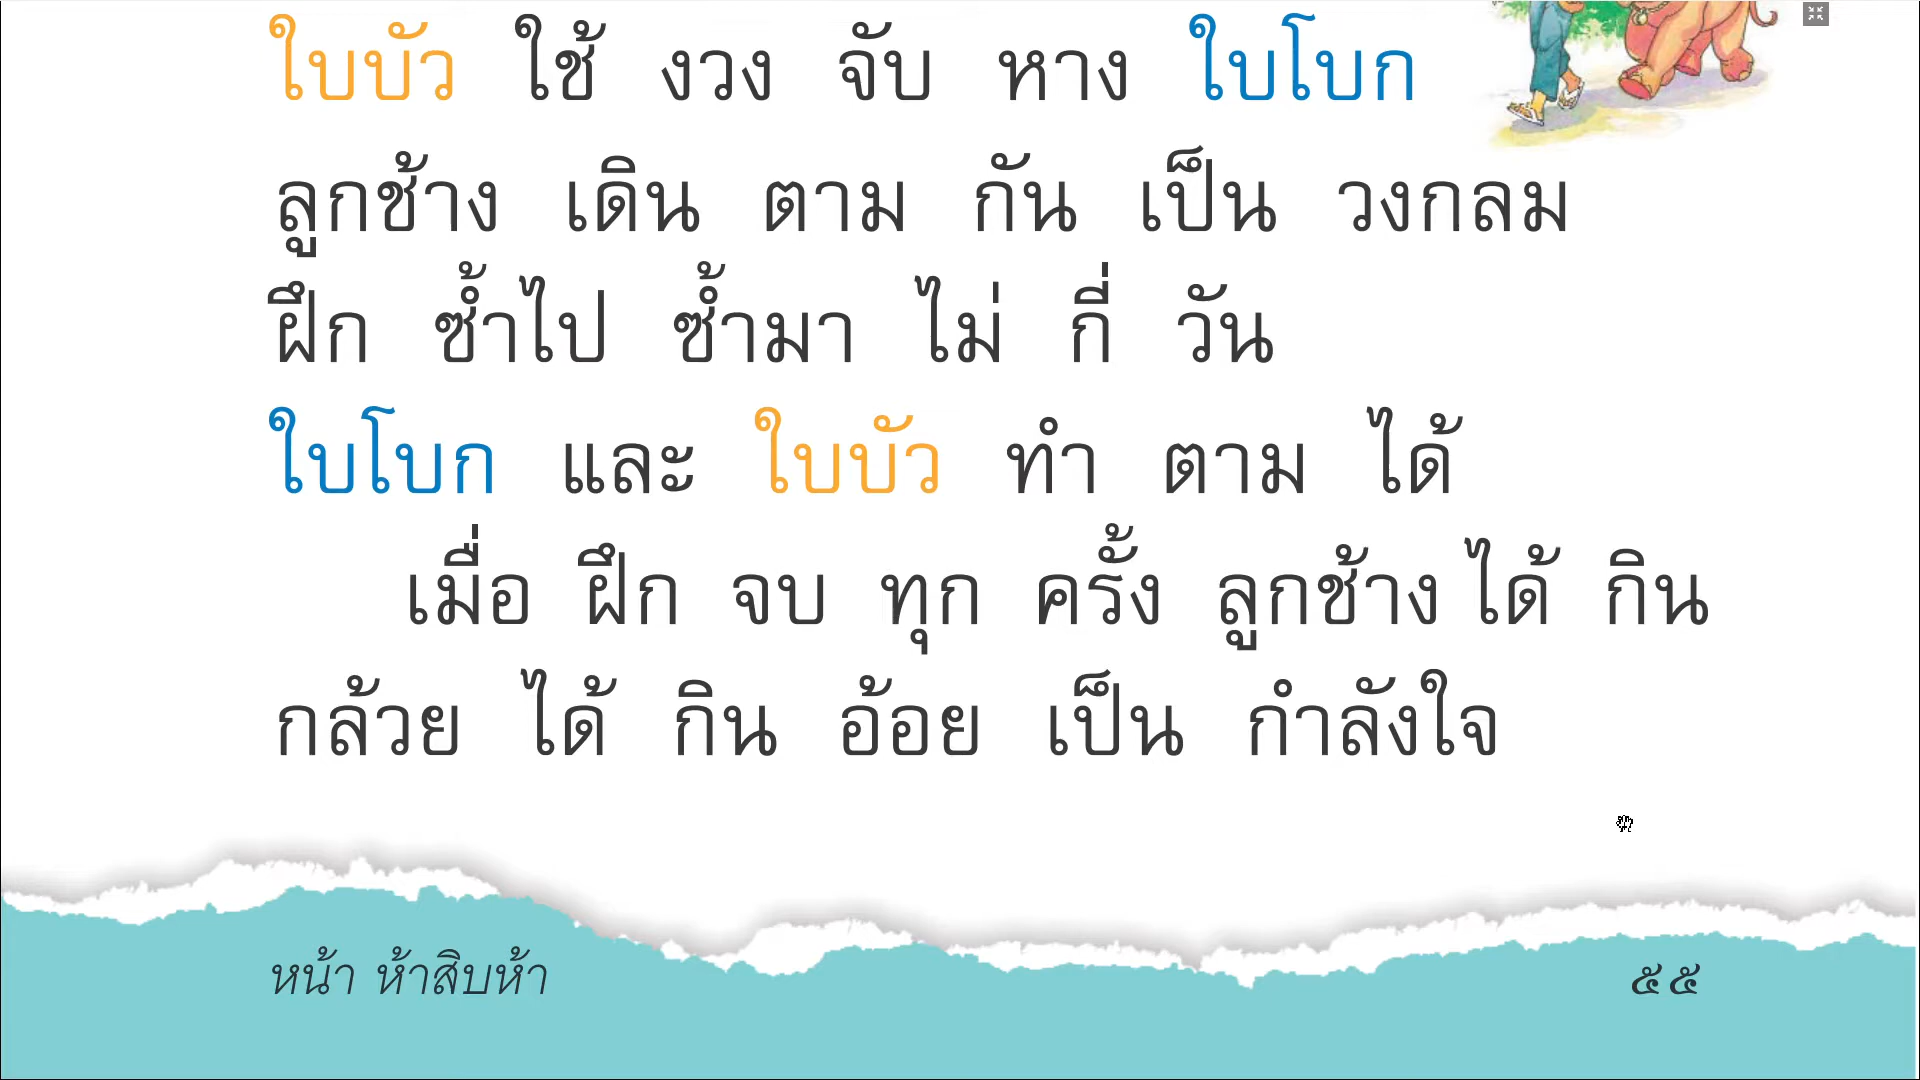 ใบบัว ใช้ งวง จับ หาง ใบโบก
ลูกช้าง เดิน ตาม กัน เป็น วงกลม
ฝึก ซ้ำไป ซ้ำมา ไม่ กี่ วัน
ใบโบก และ ใบบัว ทำ ตาม ได้
เมื่อ ฝึก จบ ทุก ครั้ง ลูกช้าง ได้ กิน
กล้วย ได้ กิน อ้อย เป็น กำลังใจ
หน้า ห้าสิบห้า ๕๕